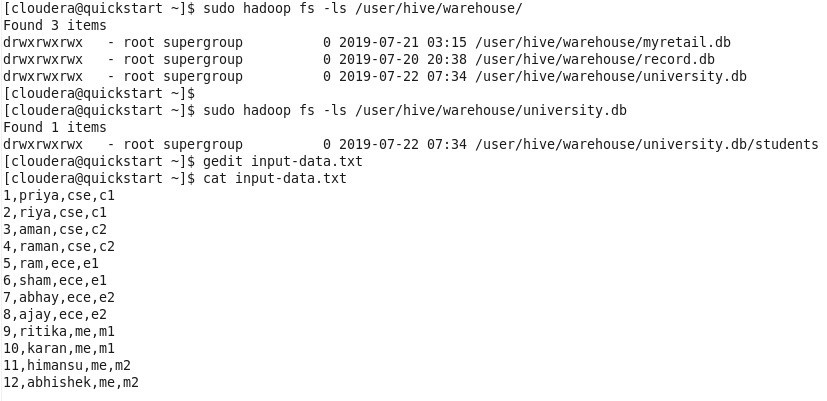 [cloudera@quickstart ~]$ sudo hadoop fs -ls /user/hive/warehouse/
Found 3 items
drwxrwxrwx   - root supergroup          0 2019-07-21 03:15 /user/hive/warehouse/myretail.db
drwxrwxrwx   - root supergroup          0 2019-07-20 20:38 /user/hive/warehouse/record.db
drwxrwxrwx   - root supergroup          0 2019-07-22 07:34 /user/hive/warehouse/university.db
[cloudera@quickstart ~]$
[cloudera@quickstart ~]$ sudo hadoop fs -ls /user/hive/warehouse/university.db
Found 1 items
drwxrwxrwx   - root supergroup          0 2019-07-22 07:34 /user/hive/warehouse/university.db/students
[cloudera@quickstart ~]$ gedit input-data.txt
[cloudera@quickstart ~]$ cat input-data.txt
1,priya,cse,c1
2,riya,cse,c1
3,aman,cse,c2
4,raman,cse,c2
5,ram,ece,e1
6,sham,ece,e1
7,abhay,ece,e2
8,ajay,ece,e2
9,ritika,me,m1
10,karan,me,m1
11,himansu,me,m2
12,abhishek,me,m2